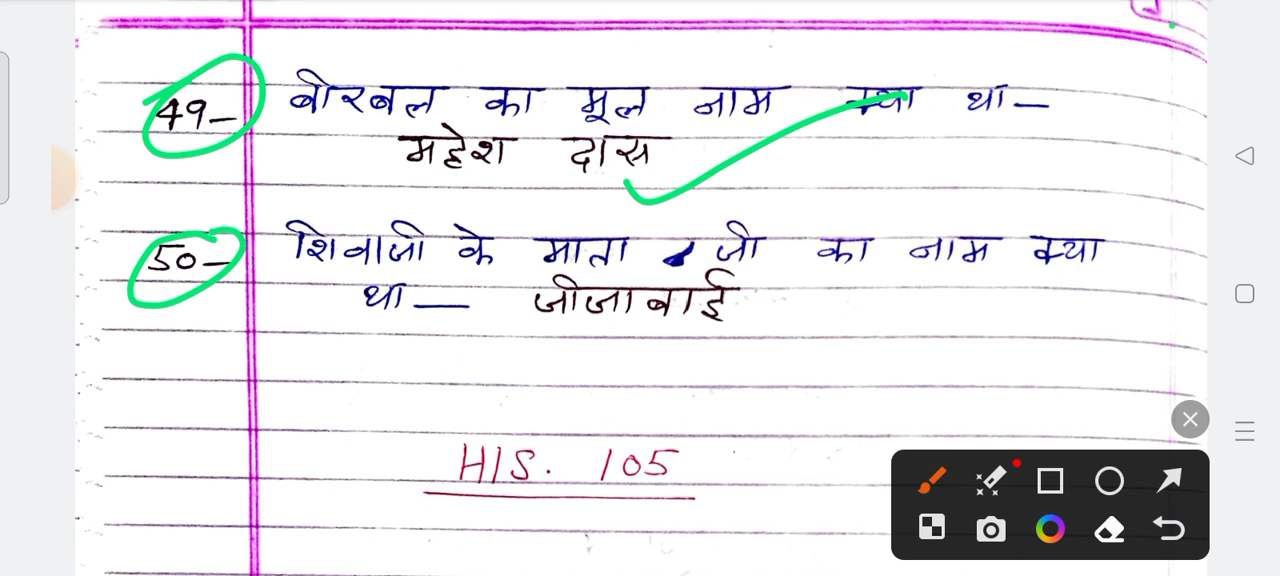 49- बीरबल का मूल नाम क्या था-
महेश दास
50- शिवाजी के माता जी का नाम क्या
था- जीजाबाई
HIS. 105